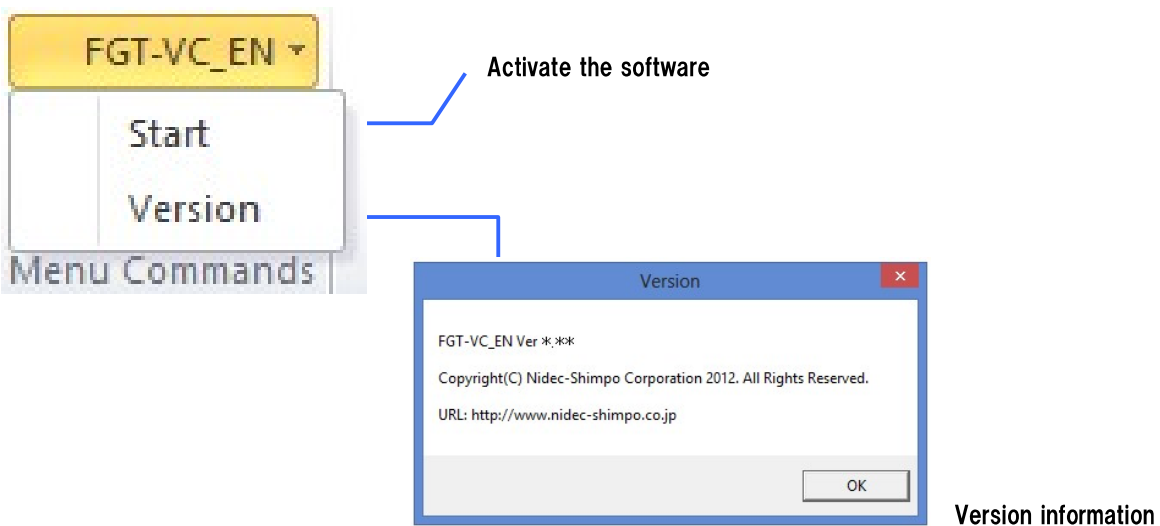 FGT-VC_EN
Activate the software
Start
Version
Menu Commands
Version
FGT-VC_EN Ver *.**
Copyright(C) Nidec-Shimpo Corporation 2012. All Rights Reserved.
URL: http://www.nidec-shimpo.co.jp
OK
Version information